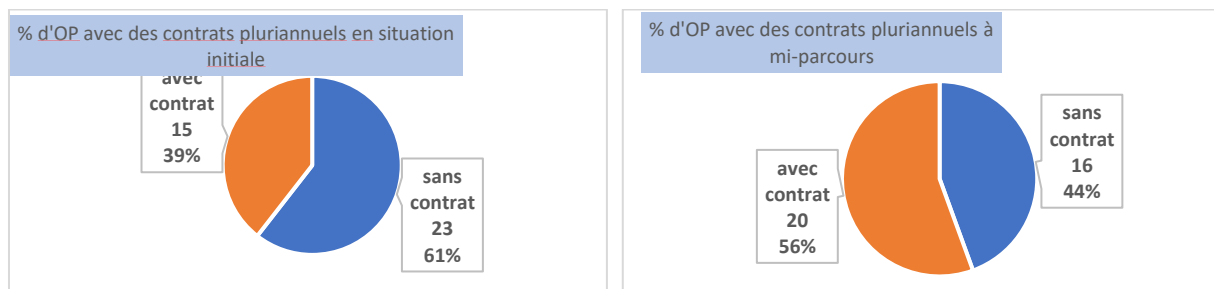 % d'OP avec des contrats pluriannuels en situation
initiale
avec
contrat
15
39%
sans
contrat
23
61%
% d'OP avec des contrats pluriannuels à
mi-parcours
avec
contrat
20
56%
sans
contrat
16
44%